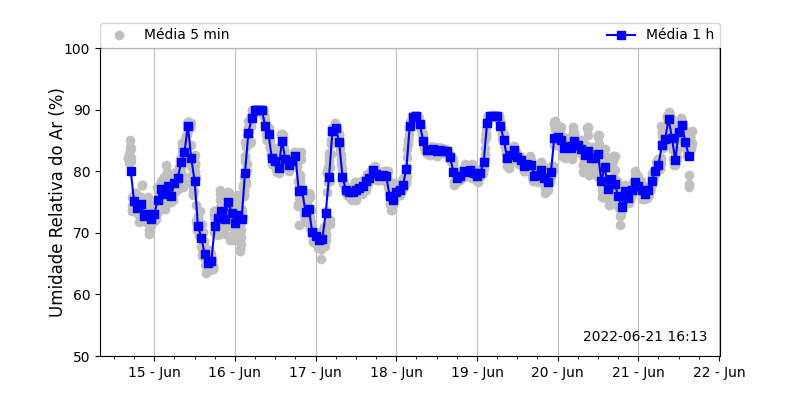 Média 5 min
Média 1 h
Umidade Relativa do Ar (%)
100
90
80
70
60
50
2022-06-21 16:13
15 - Jun
16 - Jun
17 - Jun
18 - Jun
19 - Jun
20 - Jun
21 - Jun
22 - Jun